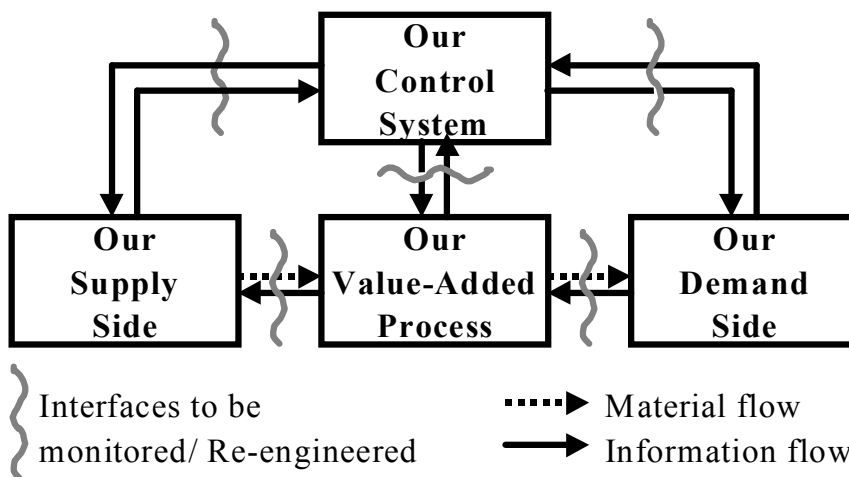 Our
Control
System
Our
Supply
Side
Our
Value-Added
Process
Our
Demand
Side
Interfaces to be
monitored/ Re-engineered
Material flow
Information flow